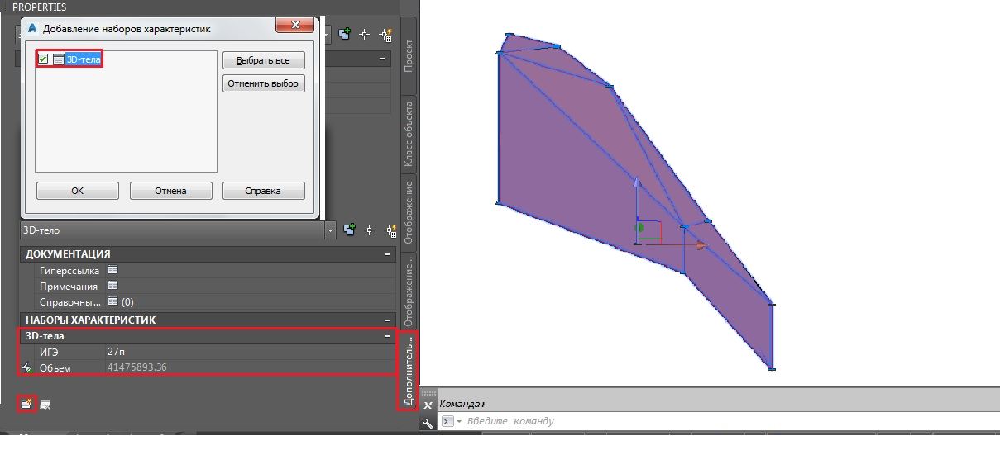 PROPERTIES
Добавление наборов характеристик
3D-тела
Выбрать все
Отменить выбор
OK
Отмена
Справка
3D-тело
ДОКУМЕНТАЦИЯ
Гиперссылка
Примечания
Справочны... (0)
НАБОРЫ ХАРАКТЕРИСТИК
3D-тела
ИГЭ 27п
Объем 41475893.36
Проект
Класс объекта
Отображение
Отображение...
Дополнитель...
Команда:
Введите команду